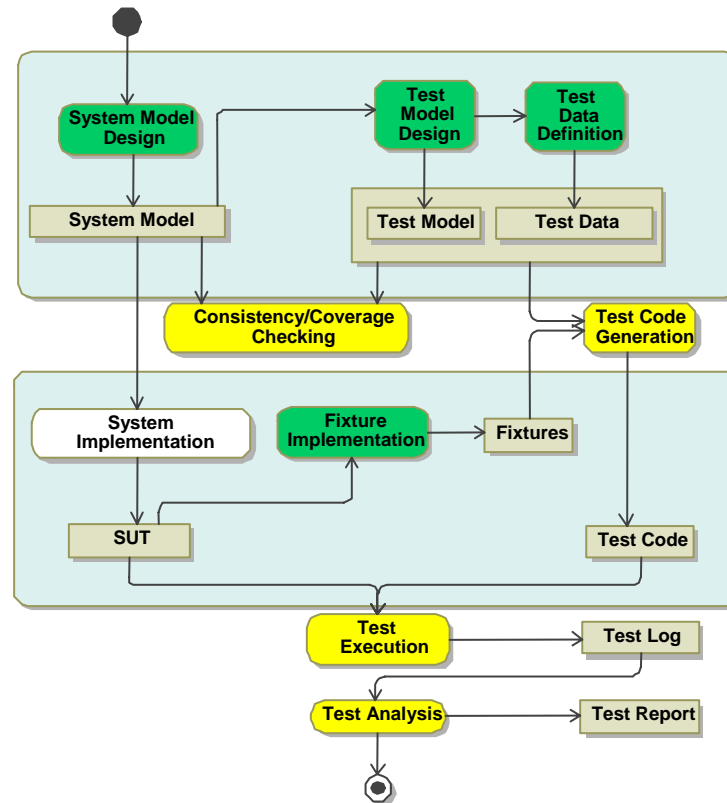 System Model
Design
Test
Model
Design
Test
Data
Definition
System Model
Test Model
Test Data
Consistency/Coverage
Checking
Test Code
Generation
System
Implementation
Fixture
Implementation
Fixtures
SUT
Test Code
Test
Execution
Test Log
Test Analysis
Test Report